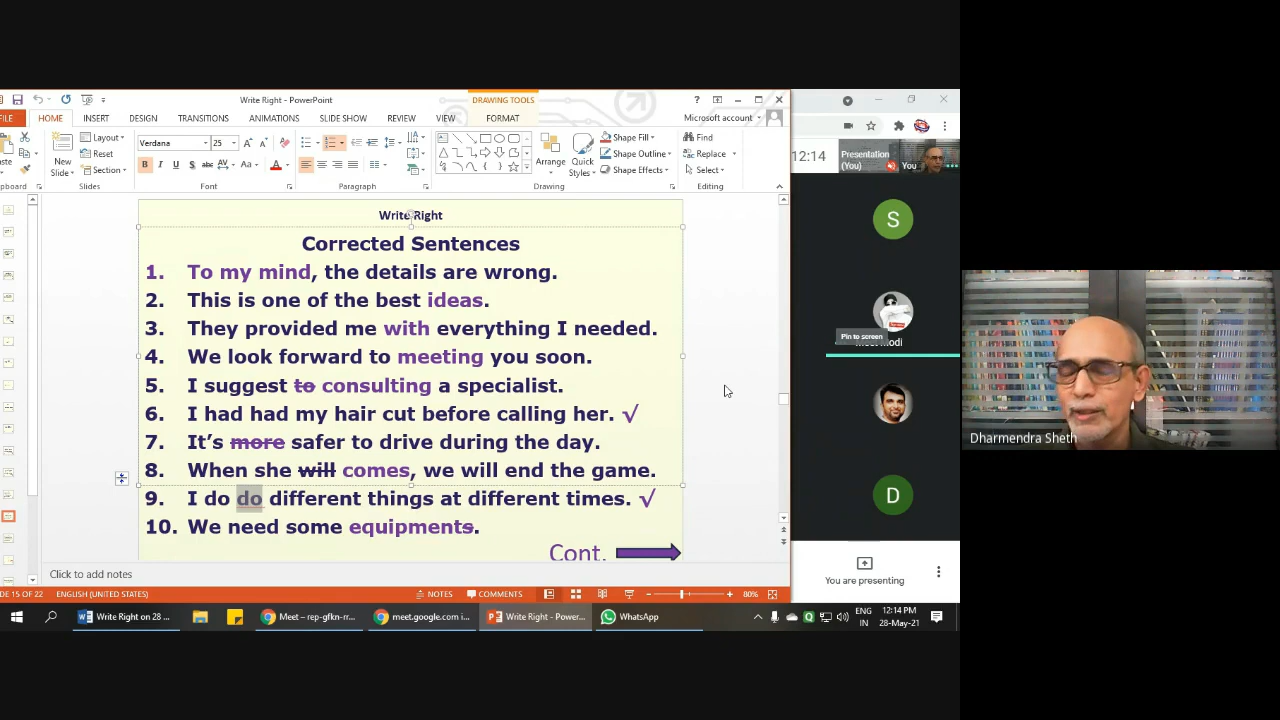 Write Right - PowerPoint
DRAWING TOOLS
FILE
HOME
INSERT
DESIGN
TRANSITIONS
ANIMATIONS
SLIDE SHOW
REVIEW
VIEW
FORMAT
Microsoft account
New
Slide
Layout
Reset
Section
Slides
Verdana
25
B I U S abc AV Aa A
Font
Paragraph
Arrange
Quick
Styles
Shape Fill
Shape Outline
Shape Effects
Drawing
Find
Replace
Select
Editing
Write Right
Corrected Sentences
1. To my mind, the details are wrong.
2. This is one of the best ideas.
3. They provided me with everything I needed.
4. We look forward to meeting you soon.
5. I suggest to consulting a specialist.
6. I had had my hair cut before calling her. √
7. It’s more safer to drive during the day.
8. When she will comes, we will end the game.
9. I do do different things at different times. √
10. We need some equipments.
Cont.
Click to add notes
DE 15 OF 22
ENGLISH (UNITED STATES)
NOTES
COMMENTS
80%
Write Right on 28 ...
Meet – rep-gfkn-rr...
meet.google.com i...
Write Right - Powe...
WhatsApp
ENG
IN
12:14 PM
28-May-21
12:14
Presentation
(You)
You
S
Pin to screen
modi
D
You are presenting
Dharmendra Sheth